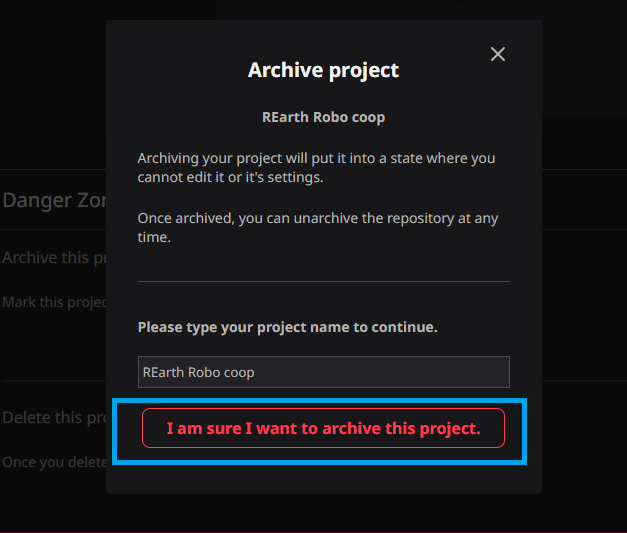 Archive project
REarth Robo coop
Archiving your project will put it into a state where you
cannot edit it or it's settings.
Once archived, you can unarchive the repository at any
time.
Please type your project name to continue.
REarth Robo coop
I am sure I want to archive this project.
Danger Zo
Archive this
Mark this projec
Delete this
Once you delete